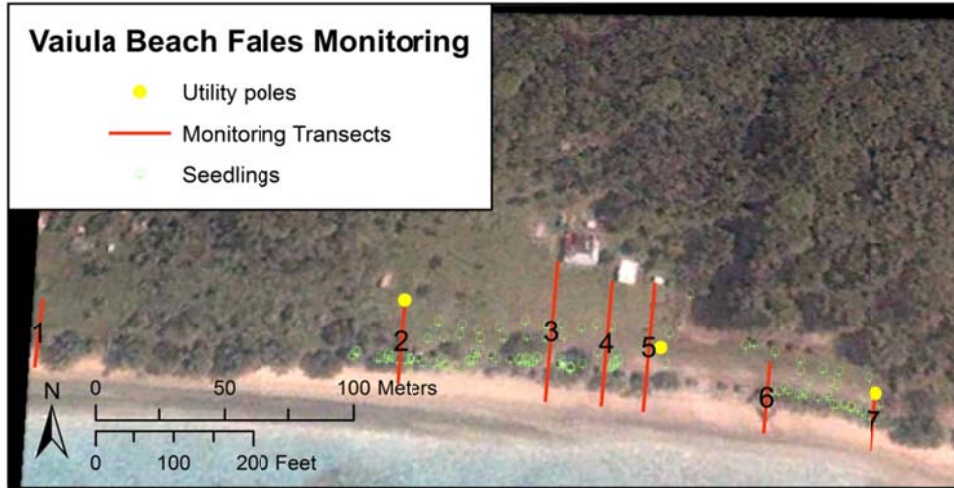 Vaiula Beach Fales Monitoring
Utility poles
Monitoring Transects
Seedlings
1
2
3
4
5
6
7
N
0 50 100 Meters
0 100 200 Feet